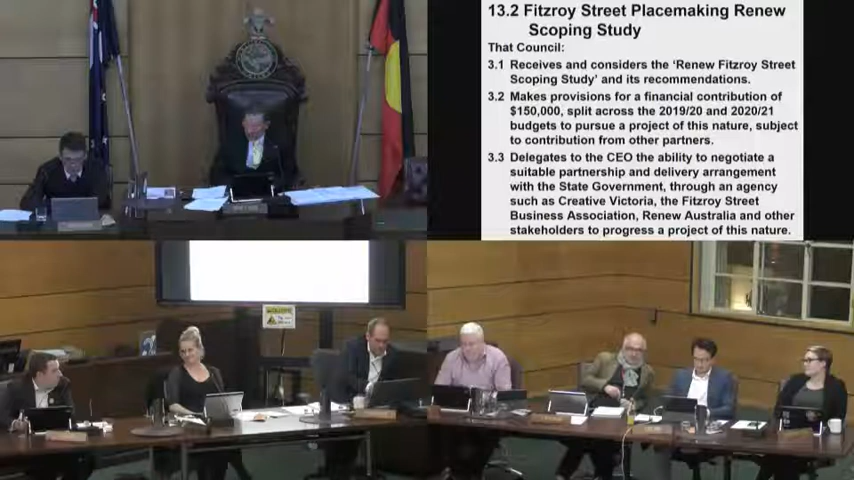 13.2 Fitzroy Street Placemaking Renew
Scoping Study
That Council:
3.1 Receives and considers the 'Renew Fitzroy Street
Scoping Study' and its recommendations.
3.2 Makes provisions for a financial contribution of
$150,000, split across the 2019/20 and 2020/21
budgets to pursue a project of this nature, subject
to contribution from other partners.
3.3 Delegates to the CEO the ability to negotiate a
suitable partnership and delivery arrangement
with the State Government, through an agency
such as Creative Victoria, the Fitzroy Street
Business Association, Renew Australia and other
stakeholders to progress a project of this nature.